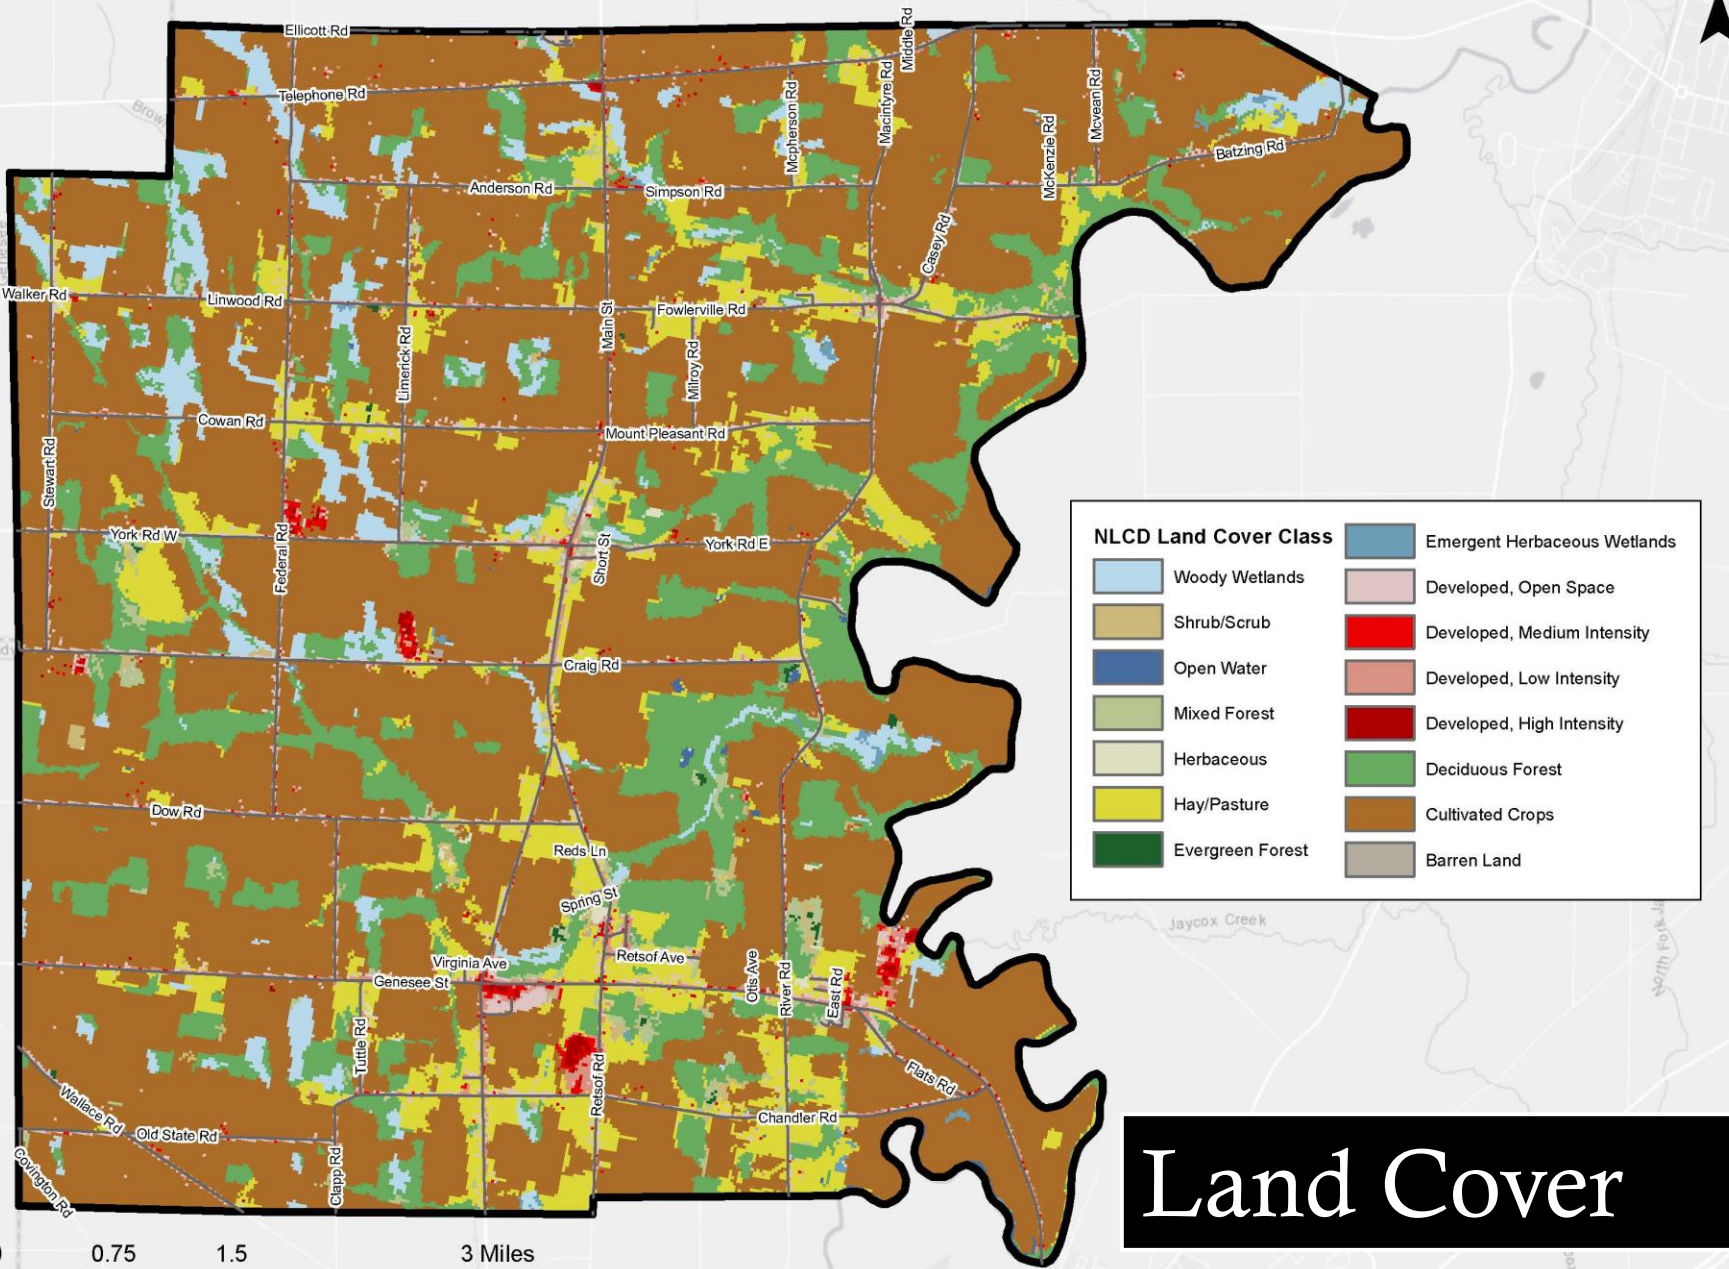 Ellicott Rd
Middle Rd
Telephone Rd
Mcpherson Rd
Macintyre Rd
Mcvean Rd
McKenzie Rd
Batzing Rd
Anderson Rd
Simpson Rd
Casey Rd
Walker Rd
Linwood Rd
Fowlerville Rd
Main St
Limerick Rd
Milroy Rd
Cowan Rd
Mount Pleasant Rd
Stewart Rd
York Rd W
Federal Rd
Short St
York Rd E
Craig Rd
NLCD Land Cover Class
Woody Wetlands
Shrub/Scrub
Open Water
Mixed Forest
Herbaceous
Hay/Pasture
Evergreen Forest
Emergent Herbaceous Wetlands
Developed, Open Space
Developed, Medium Intensity
Developed, Low Intensity
Developed, High Intensity
Deciduous Forest
Cultivated Crops
Barren Land
Dow Rd
Reds Ln
Spring St
Jaycox Creek
Virginia Ave
Retsof Ave
Genesee St
Otis Ave
River Rd
East Rd
Tuttle Rd
Retsof Rd
Flats Rd
Wallace Rd
Old State Rd
Chandler Rd
Covington Rd
Clapp Rd
Land Cover
0.75 1.5 3 Miles